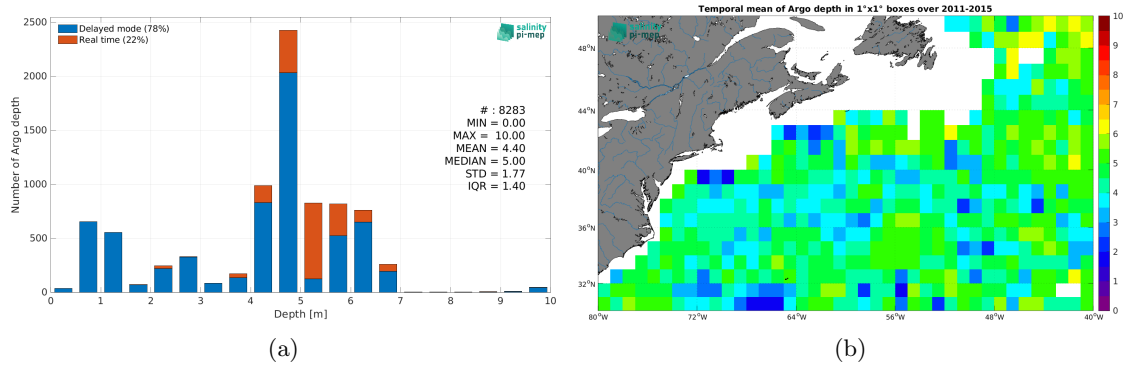 Delayed mode (78%)
Real time (22%)
salinity
pi-mep
# : 8283
MIN = 0.00
MAX = 10.00
MEAN = 4.40
MEDIAN = 5.00
STD = 1.77
IQR = 1.40
Number of Argo depth
2500
2000
1500
1000
500
0
0 1 2 3 4 5 6 7 8 9 10
Depth [m]
(a)
Temporal mean of Argo depth in 1°x1° boxes over 2011-2015
salinity
pi-mep
48°N
44°N
40°N
36°N
32°N
80°W 72°W 64°W 56°W 48°W 40°W
10
9
8
7
6
5
4
3
2
1
0
(b)